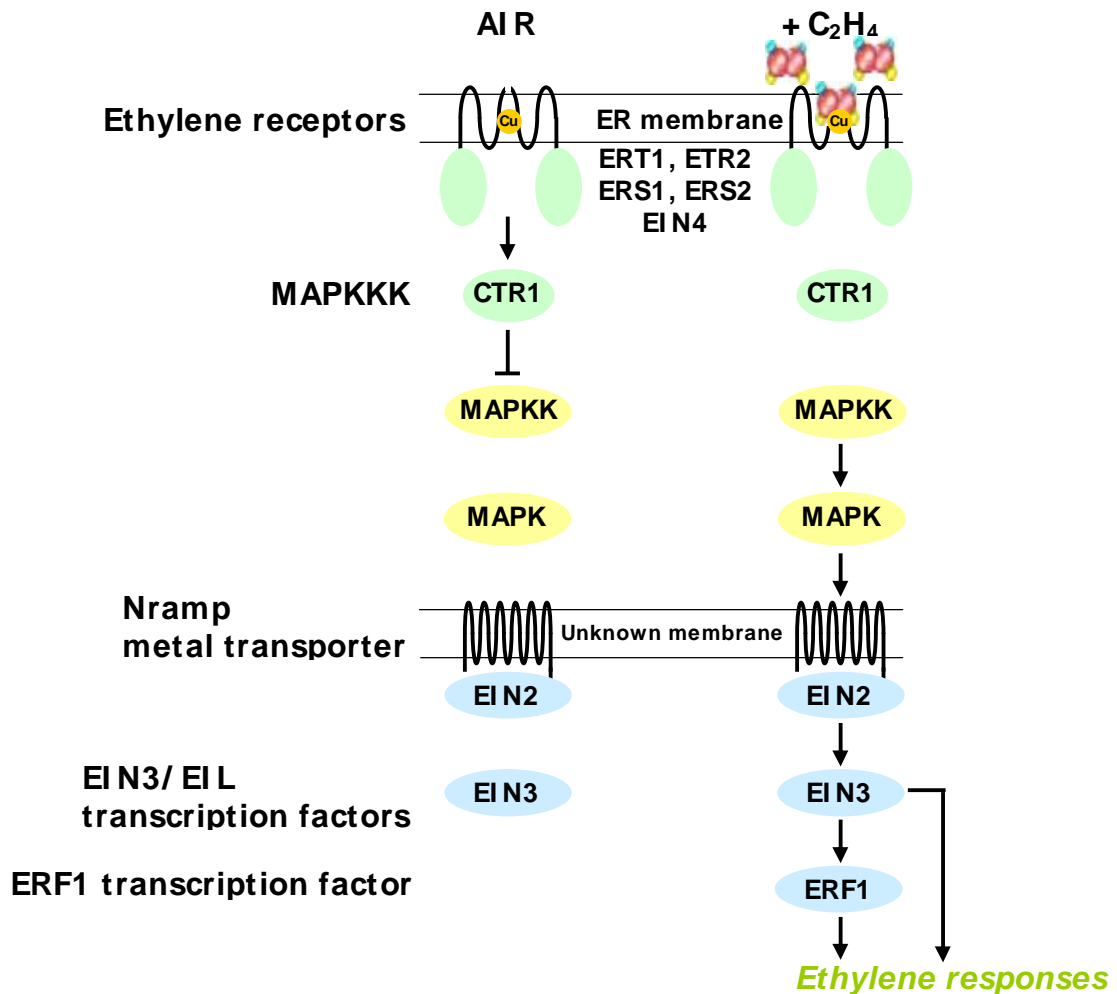 AIR
+ C₂H₄
Ethylene receptors
Cu
ER membrane
Cu
ERT1, ETR2
ERS1, ERS2
EIN4
MAPKKK
CTR1
CTR1
MAPKK
MAPKK
MAPK
MAPK
Nramp
metal transporter
Unknown membrane
EIN2
EIN2
EIN3/EIL
transcription factors
EIN3
EIN3
ERF1 transcription factor
ERF1
Ethylene responses